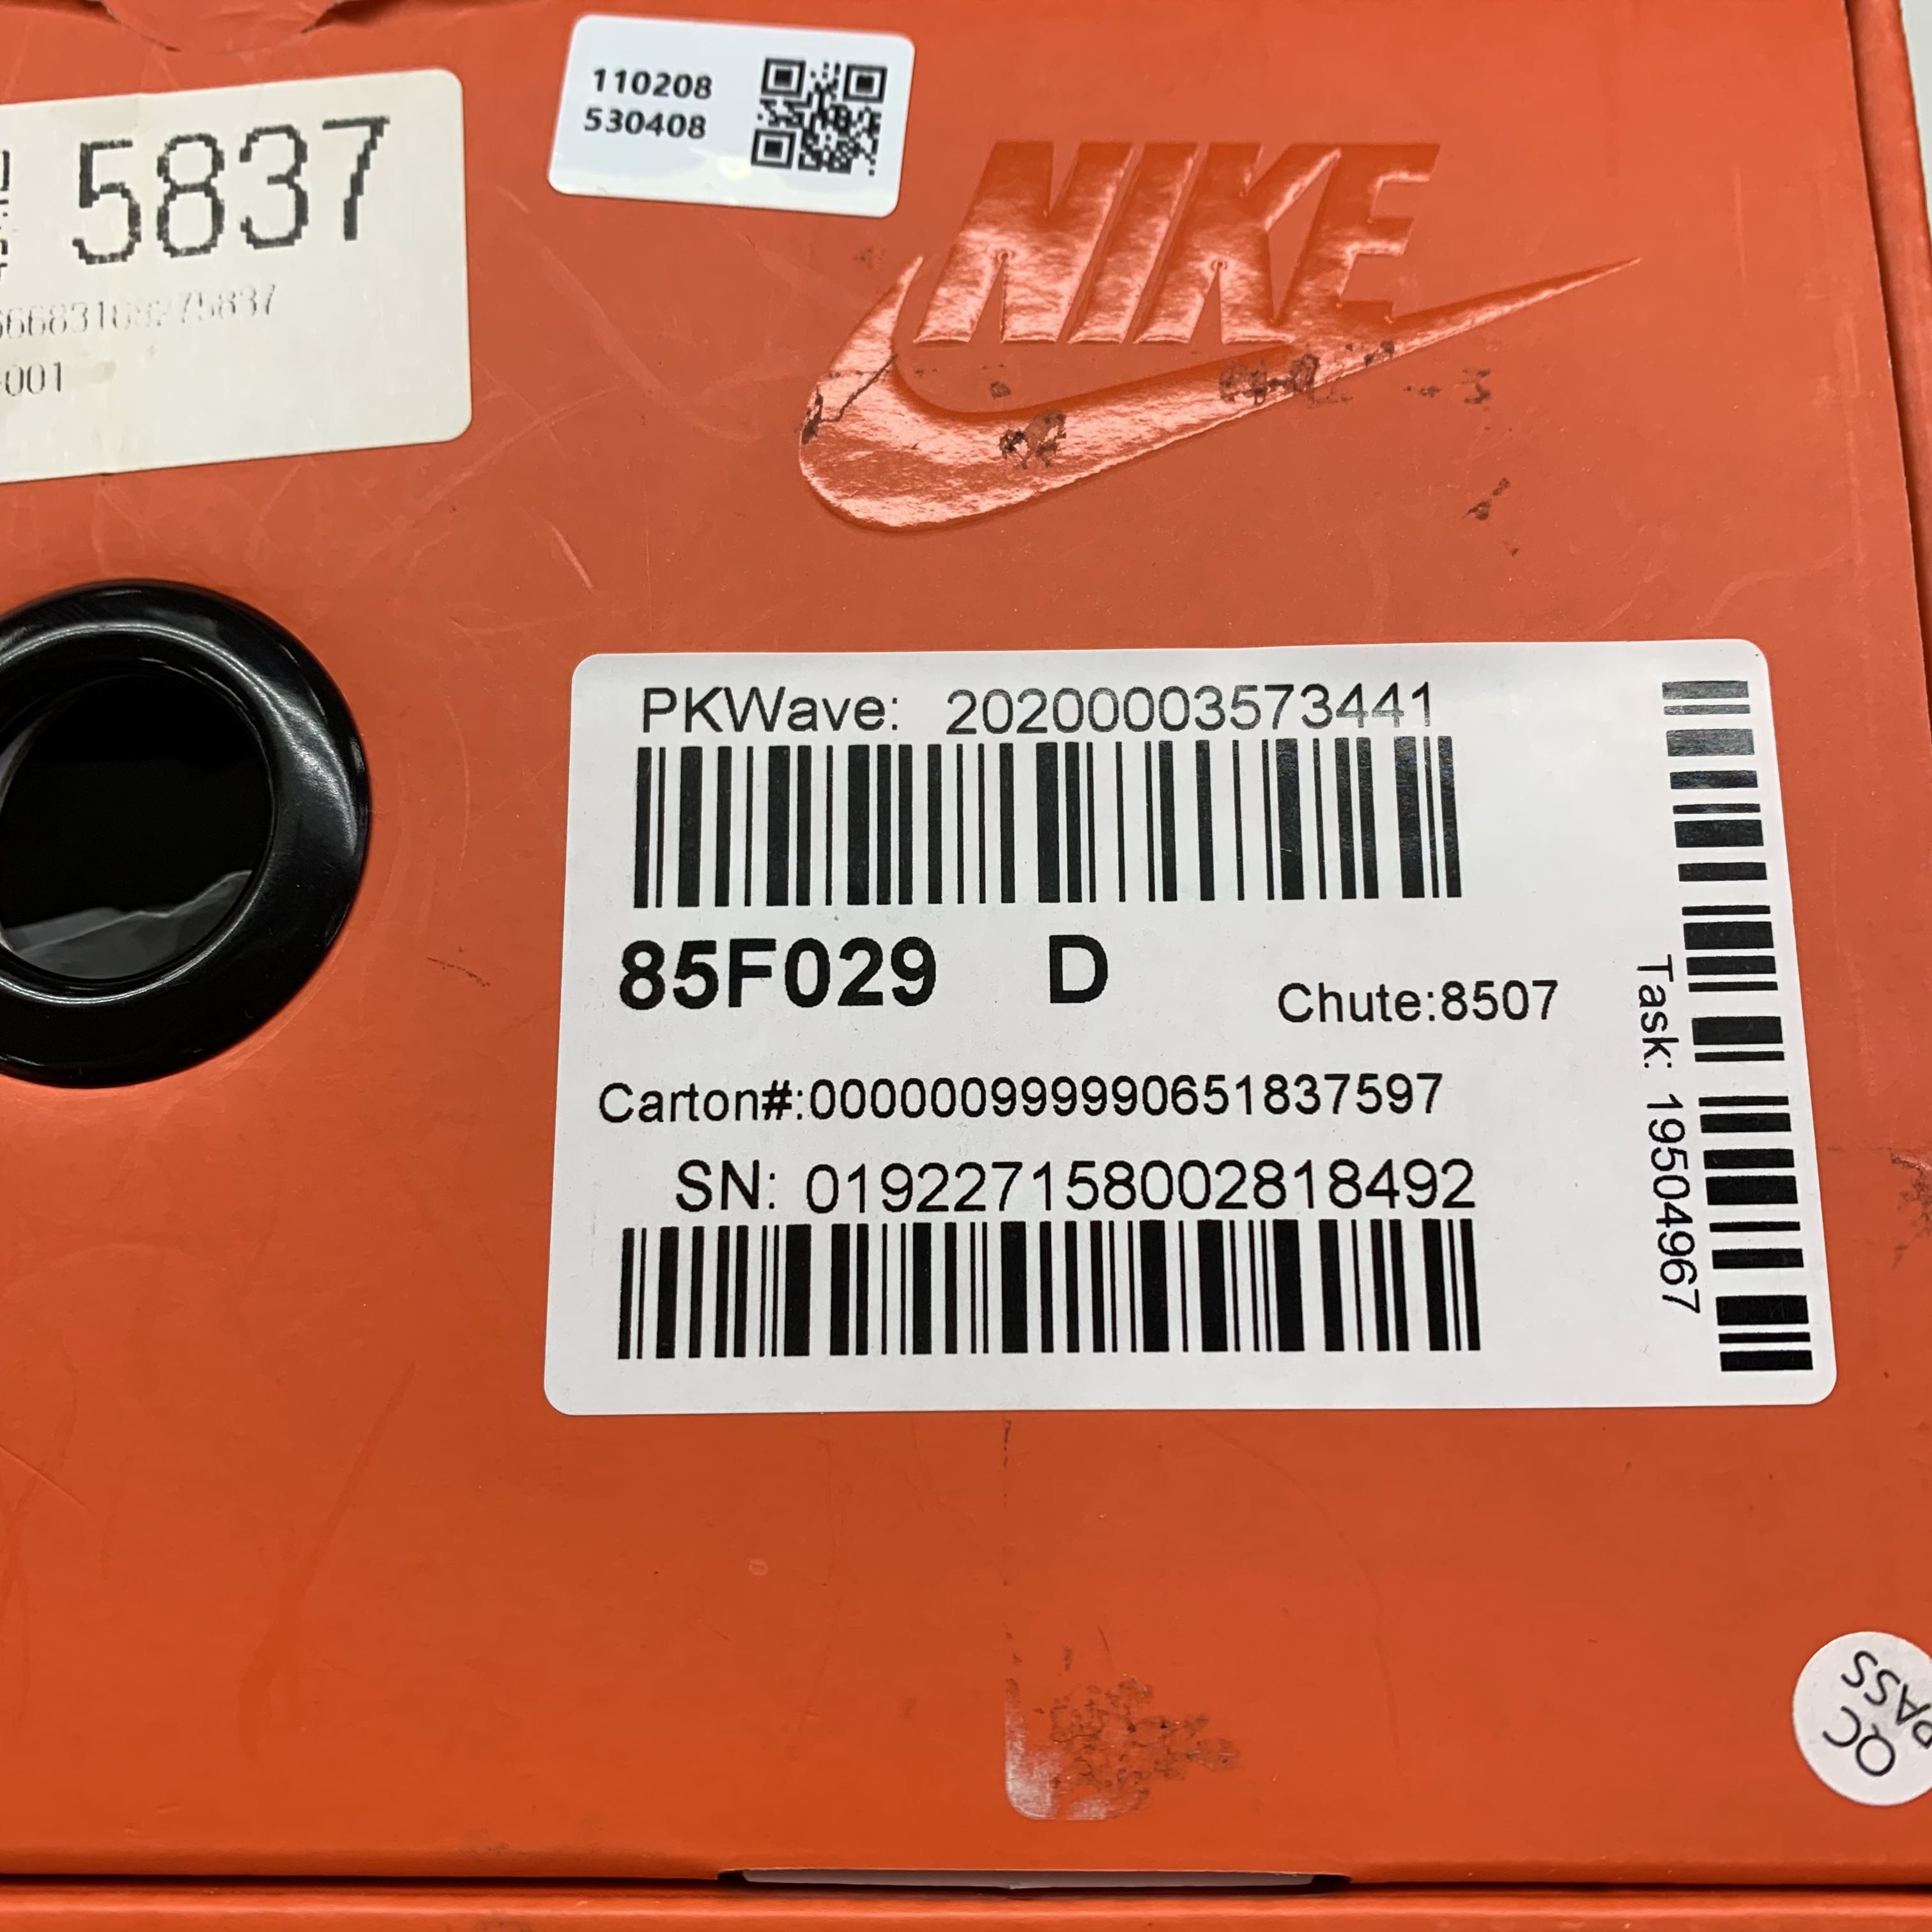 5837
-001
110208
530408
NIKE
PKWave: 20200003573441
85F029 D
Chute:8507
Carton#:000000999990651837597
SN: 019227158002818492
Task: 19504967
QC
PASS